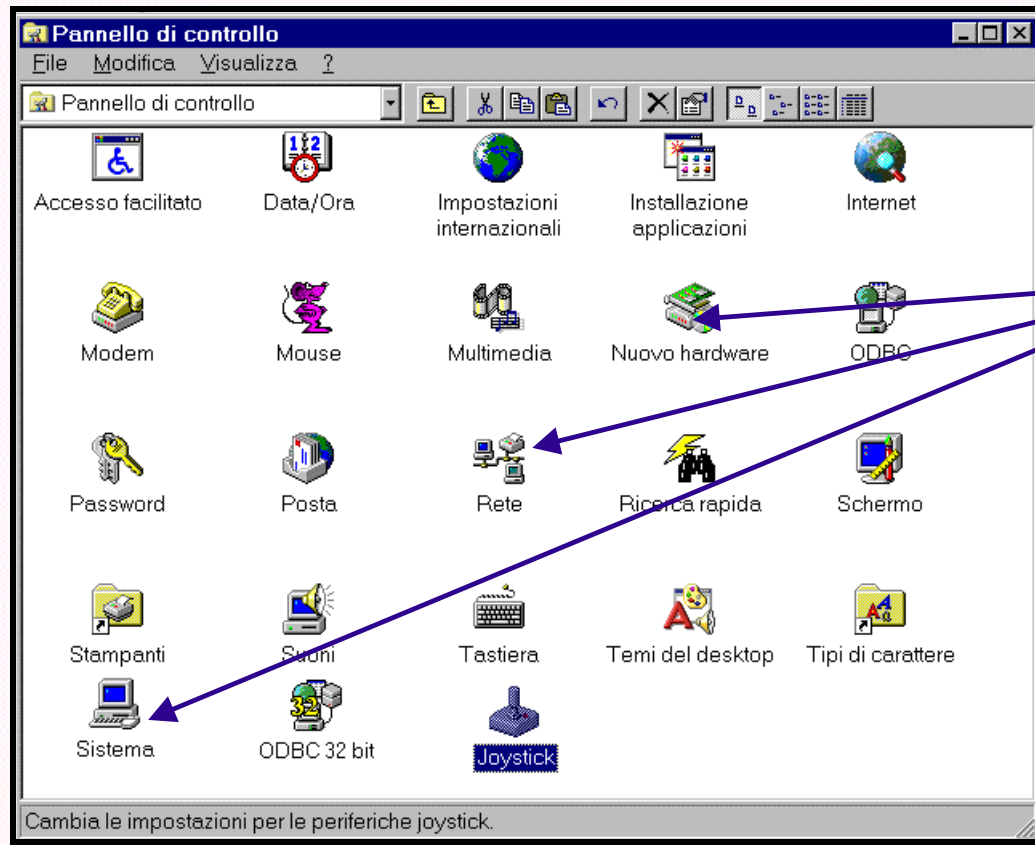 Pannello di controllo
File Modifica Visualizza ?
Pannello di controllo
Accesso facilitato Data/Ora Impostazioni internazionali Installazione applicazioni Internet
Modem Mouse Multimedia Nuovo hardware ODBC
Password Posta Rete Ricerca rapida Schermo
Stampanti Suoni Tastiera Temi del desktop Tipi di carattere
Sistema ODBC 32 bit Joystick
Cambia le impostazioni per le periferiche joystick.